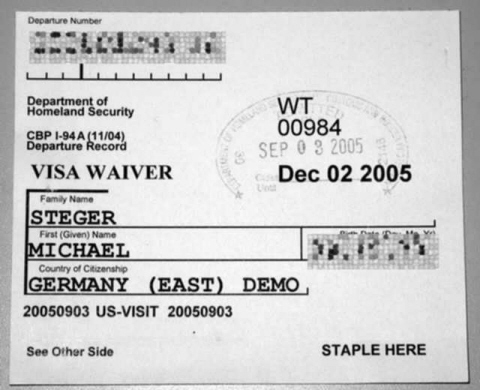 Departure Number
Department of
Homeland Security
CBP I-94A (11/04)
Departure Record
VISA WAIVER
WT
00984
SEP 03 2005
Dec 02 2005
Family Name
STEGER
First (Given) Name
MICHAEL
Country of Citizenship
GERMANY (EAST) DEMO
20050903 US-VISIT 20050903
See Other Side
STAPLE HERE